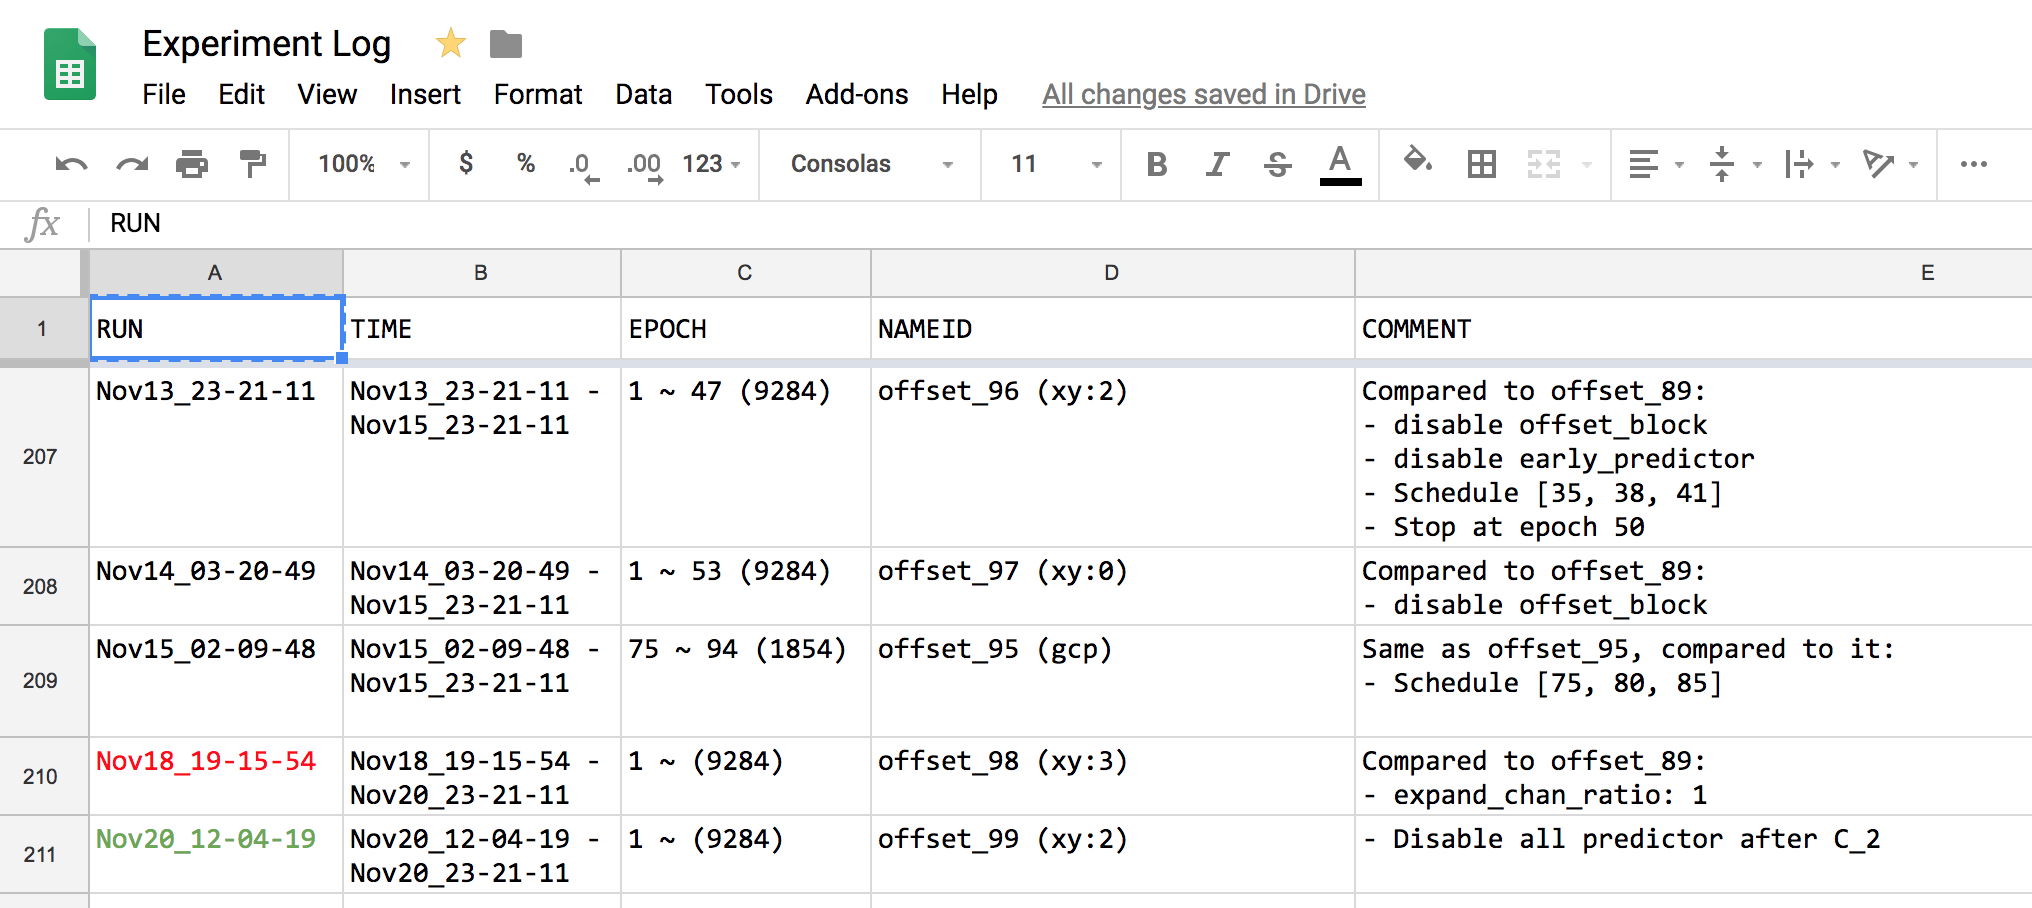 Experiment Log
File Edit View Insert Format Data Tools Add-ons Help All changes saved in Drive
100% $ % .0 .00 123 Consolas 11 B I S A ...
fx RUN
A B C D E
1 RUN TIME EPOCH NAMEID COMMENT
207 Nov13_23-21-11 Nov13_23-21-11 - 1 ~ 47 (9284) offset_96 (xy:2) Compared to offset_89:
Nov15_23-21-11 - disable offset_block
- disable early_predictor
- Schedule [35, 38, 41]
- Stop at epoch 50
208 Nov14_03-20-49 Nov14_03-20-49 - 1 ~ 53 (9284) offset_97 (xy:0) Compared to offset_89:
Nov15_23-21-11 - disable offset_block
209 Nov15_02-09-48 Nov15_02-09-48 - 75 ~ 94 (1854) offset_95 (gcp) Same as offset_95, compared to it:
Nov15_23-21-11 - Schedule [75, 80, 85]
210 Nov18_19-15-54 Nov18_19-15-54 - 1 ~ (9284) offset_98 (xy:3) Compared to offset_89:
Nov20_23-21-11 - expand_chan_ratio: 1
211 Nov20_12-04-19 Nov20_12-04-19 - 1 ~ (9284) offset_99 (xy:2) - Disable all predictor after C_2
Nov20_23-21-11